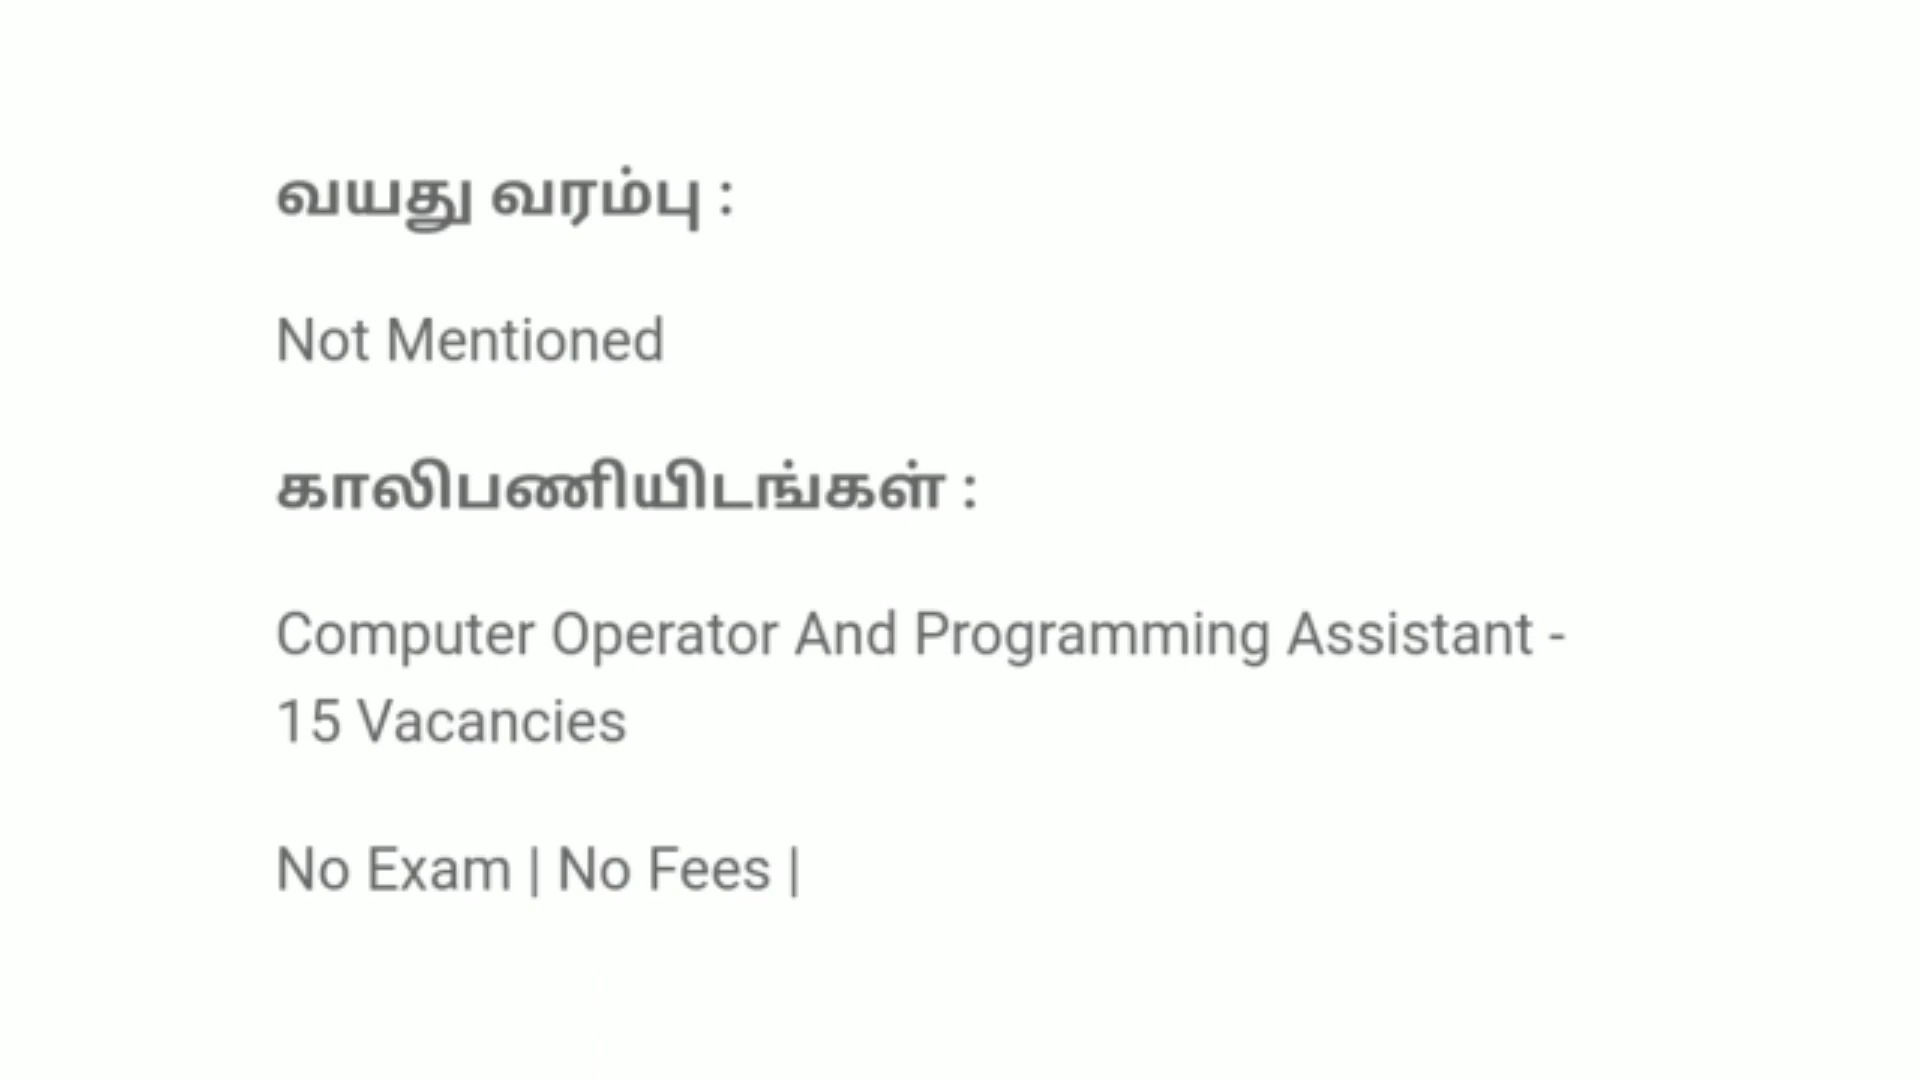 வயது வரம்பு :
Not Mentioned
காலிபணியிடங்கள் :
Computer Operator And Programming Assistant -
15 Vacancies
No Exam | No Fees |